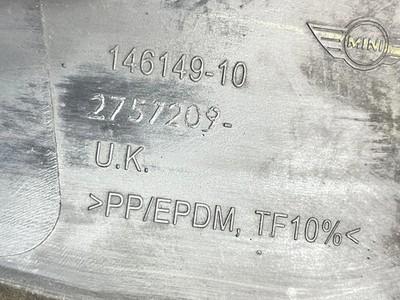 MINI
146149-10
2757209-
U.K.
>PP/EPDM, TF10%<